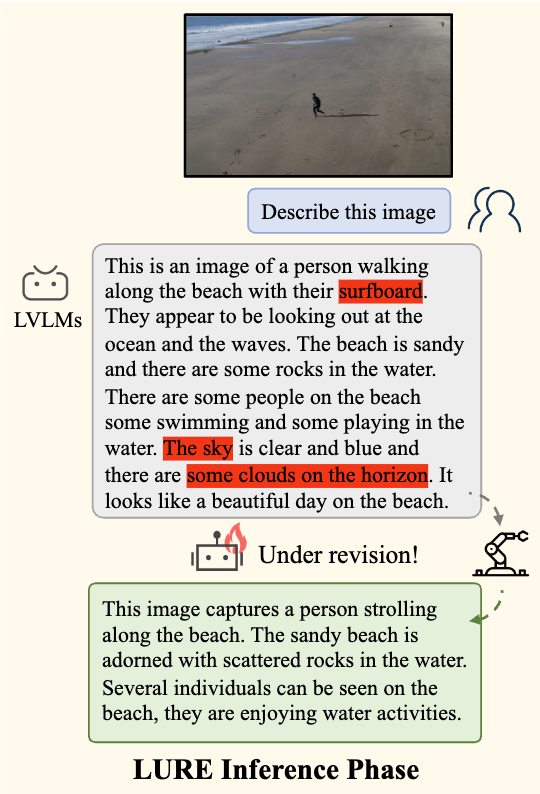 Describe this image
LVLMs
This is an image of a person walking
along the beach with their surfboard.
They appear to be looking out at the
ocean and the waves. The beach is sandy
and there are some rocks in the water.
There are some people on the beach
some swimming and some playing in the
water. The sky is clear and blue and
there are some clouds on the horizon. It
looks like a beautiful day on the beach.
Under revision!
This image captures a person strolling
along the beach. The sandy beach is
adorned with scattered rocks in the water.
Several individuals can be seen on the
beach, they are enjoying water activities.
LURE Inference Phase